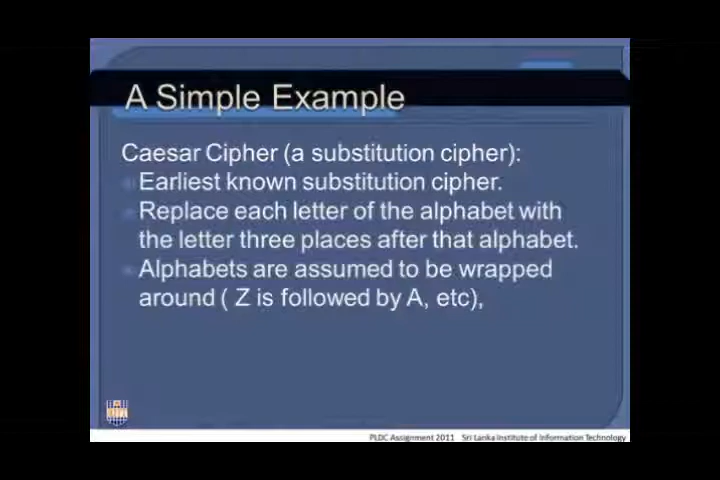 A Simple Example
Caesar Cipher (a substitution cipher):
Earliest known substitution cipher.
Replace each letter of the alphabet with
the letter three places after that alphabet.
Alphabets are assumed to be wrapped
around ( Z is followed by A, etc),
PLDC Assignment 2011 Sri Lanka Institute of Information Technology